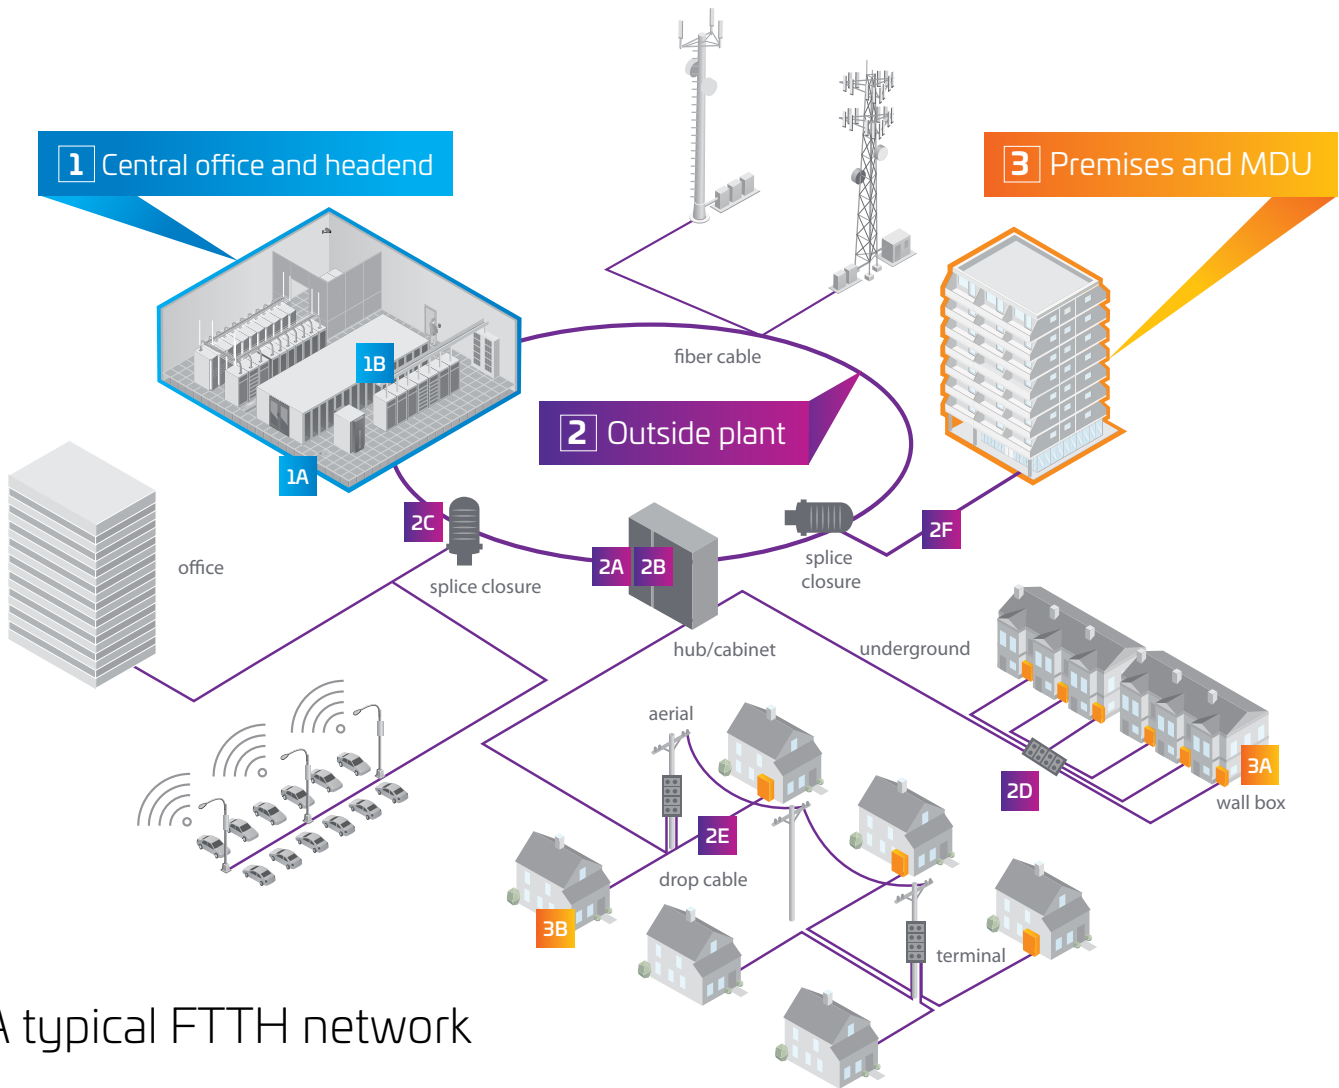 1 Central office and headend
3 Premises and MDU
fiber cable
1B
2 Outside plant
1A
2C
2F
office
splice closure
2A
2B
splice
closure
hub/cabinet
underground
aerial
3A
wall box
2D
2E
drop cable
3B
terminal
A typical FTTH network